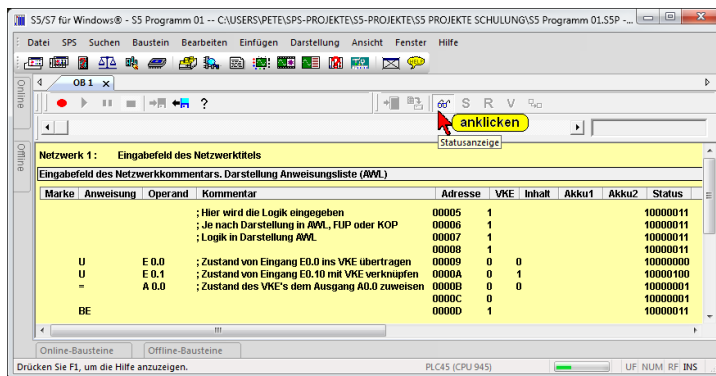 S5/S7 für Windows® - S5 Programm 01 -- C:\USERS\PETE\SPS-PROJEKTE\S5-PROJEKTE\S5 PROJEKTE SCHULUNG\S5 Programm 01.S5P -...
Datei SPS Suchen Baustein Bearbeiten Einfügen Darstellung Ansicht Fenster Hilfe
Online
Offline
OB 1 x
? S R V
anklicken
Statusanzeige
Netzwerk 1 : Eingabefeld des Netzwerktitels
Eingabefeld des Netzwerkkommentars. Darstellung Anweisungsliste (AWL)
Marke Anweisung Operand Kommentar Adresse VKE Inhalt Akku1 Akku2 Status
; Hier wird die Logik eingegeben 00005 1 10000011
; Je nach Darstellung in AWL, FUP oder KOP 00006 1 10000011
; Logik in Darstellung AWL 00007 1 10000011
00008 1 10000011
U E 0.0 ; Zustand von Eingang E0.0 ins VKE übertragen 00009 0 0 10000000
U E 0.1 ; Zustand von Eingang E0.10 mit VKE verknüpfen 0000A 0 1 10000100
= A 0.0 ; Zustand des VKE's dem Ausgang A0.0 zuweisen 0000B 0 0 10000001
0000C 0 10000001
BE 0000D 1 10000011
Online-Bausteine Offline-Bausteine
Drücken Sie F1, um die Hilfe anzuzeigen. PLC45 (CPU 945) UF NUM RF INS